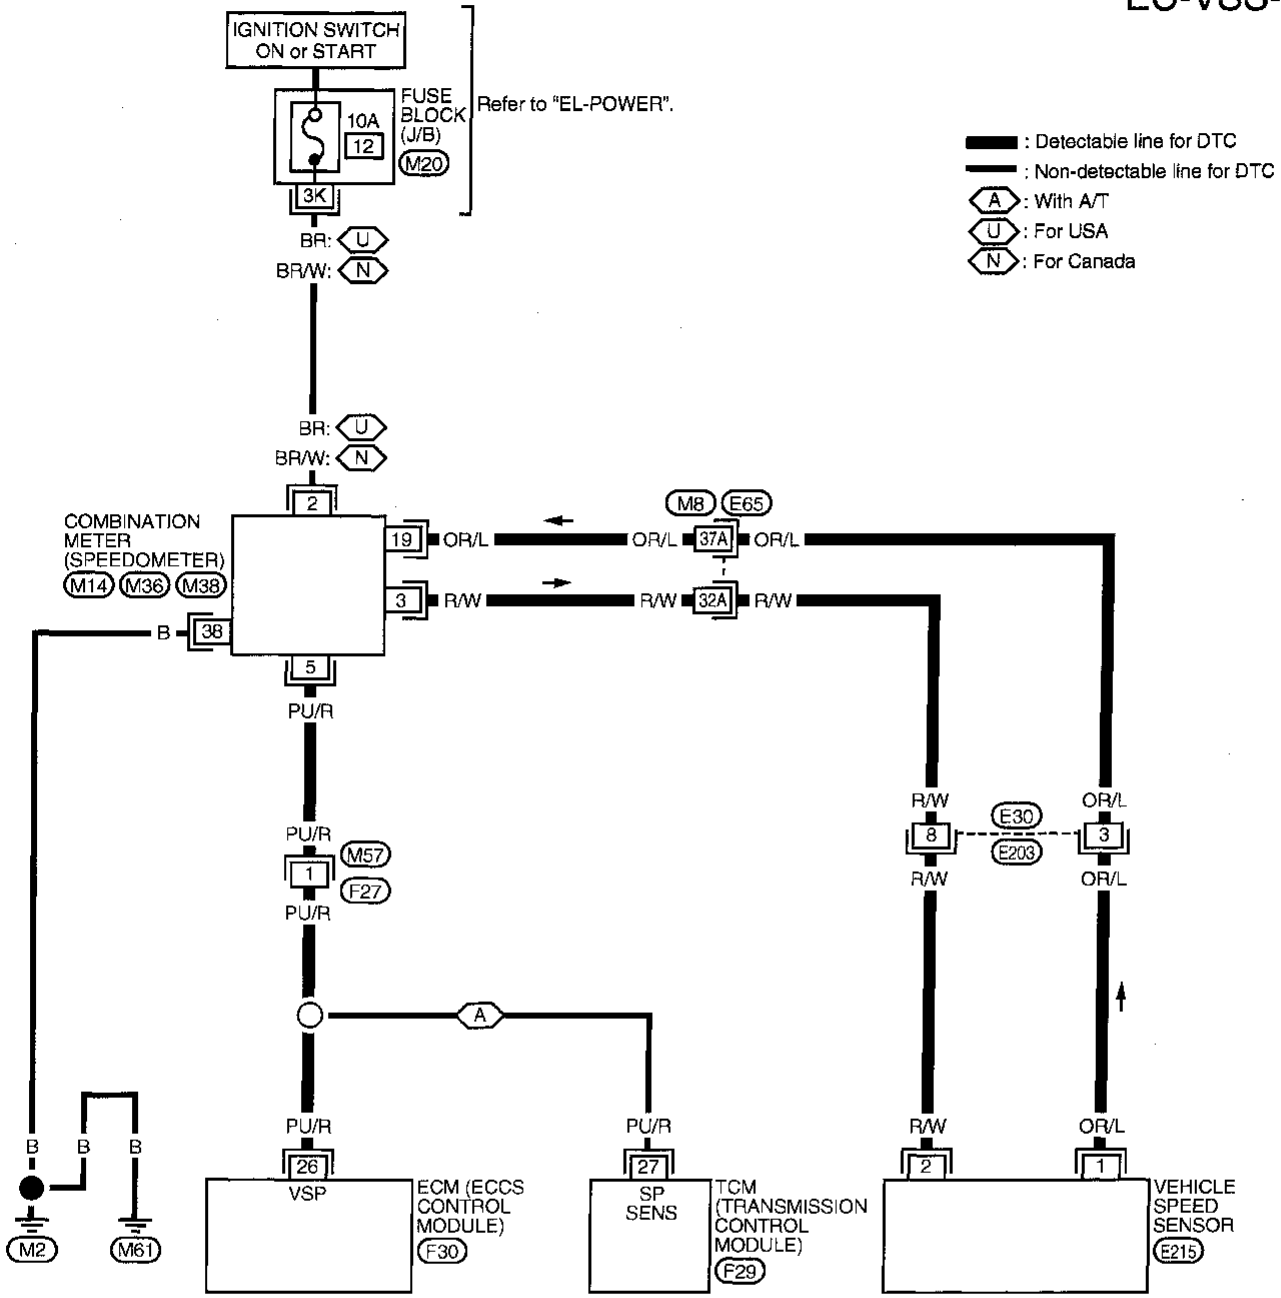 IGNITION SWITCH
ON or START
FUSE
BLOCK
(J/B)
M20
10A
12
3K
Refer to "EL-POWER".
: Detectable line for DTC
: Non-detectable line for DTC
A : With A/T
U : For USA
N : For Canada
BR: U
BR/W: N
BR: U
BR/W: N
2
COMBINATION
METER
(SPEEDOMETER)
M14 M36 M38
M8 E65
19 OR/L OR/L 37A OR/L
3 R/W R/W 32A R/W
B 38
5
PU/R
PU/R
M57
1
F27
PU/R
R/W OR/L
E30
8 3
E203
R/W OR/L
A
B B B
PU/R PU/R R/W OR/L
26 27 2 1
VSP
ECM (ECCS
CONTROL
MODULE)
F30
SP
SENS
TCM
(TRANSMISSION
CONTROL
MODULE)
F29
VEHICLE
SPEED
SENSOR
E215
M2 M61